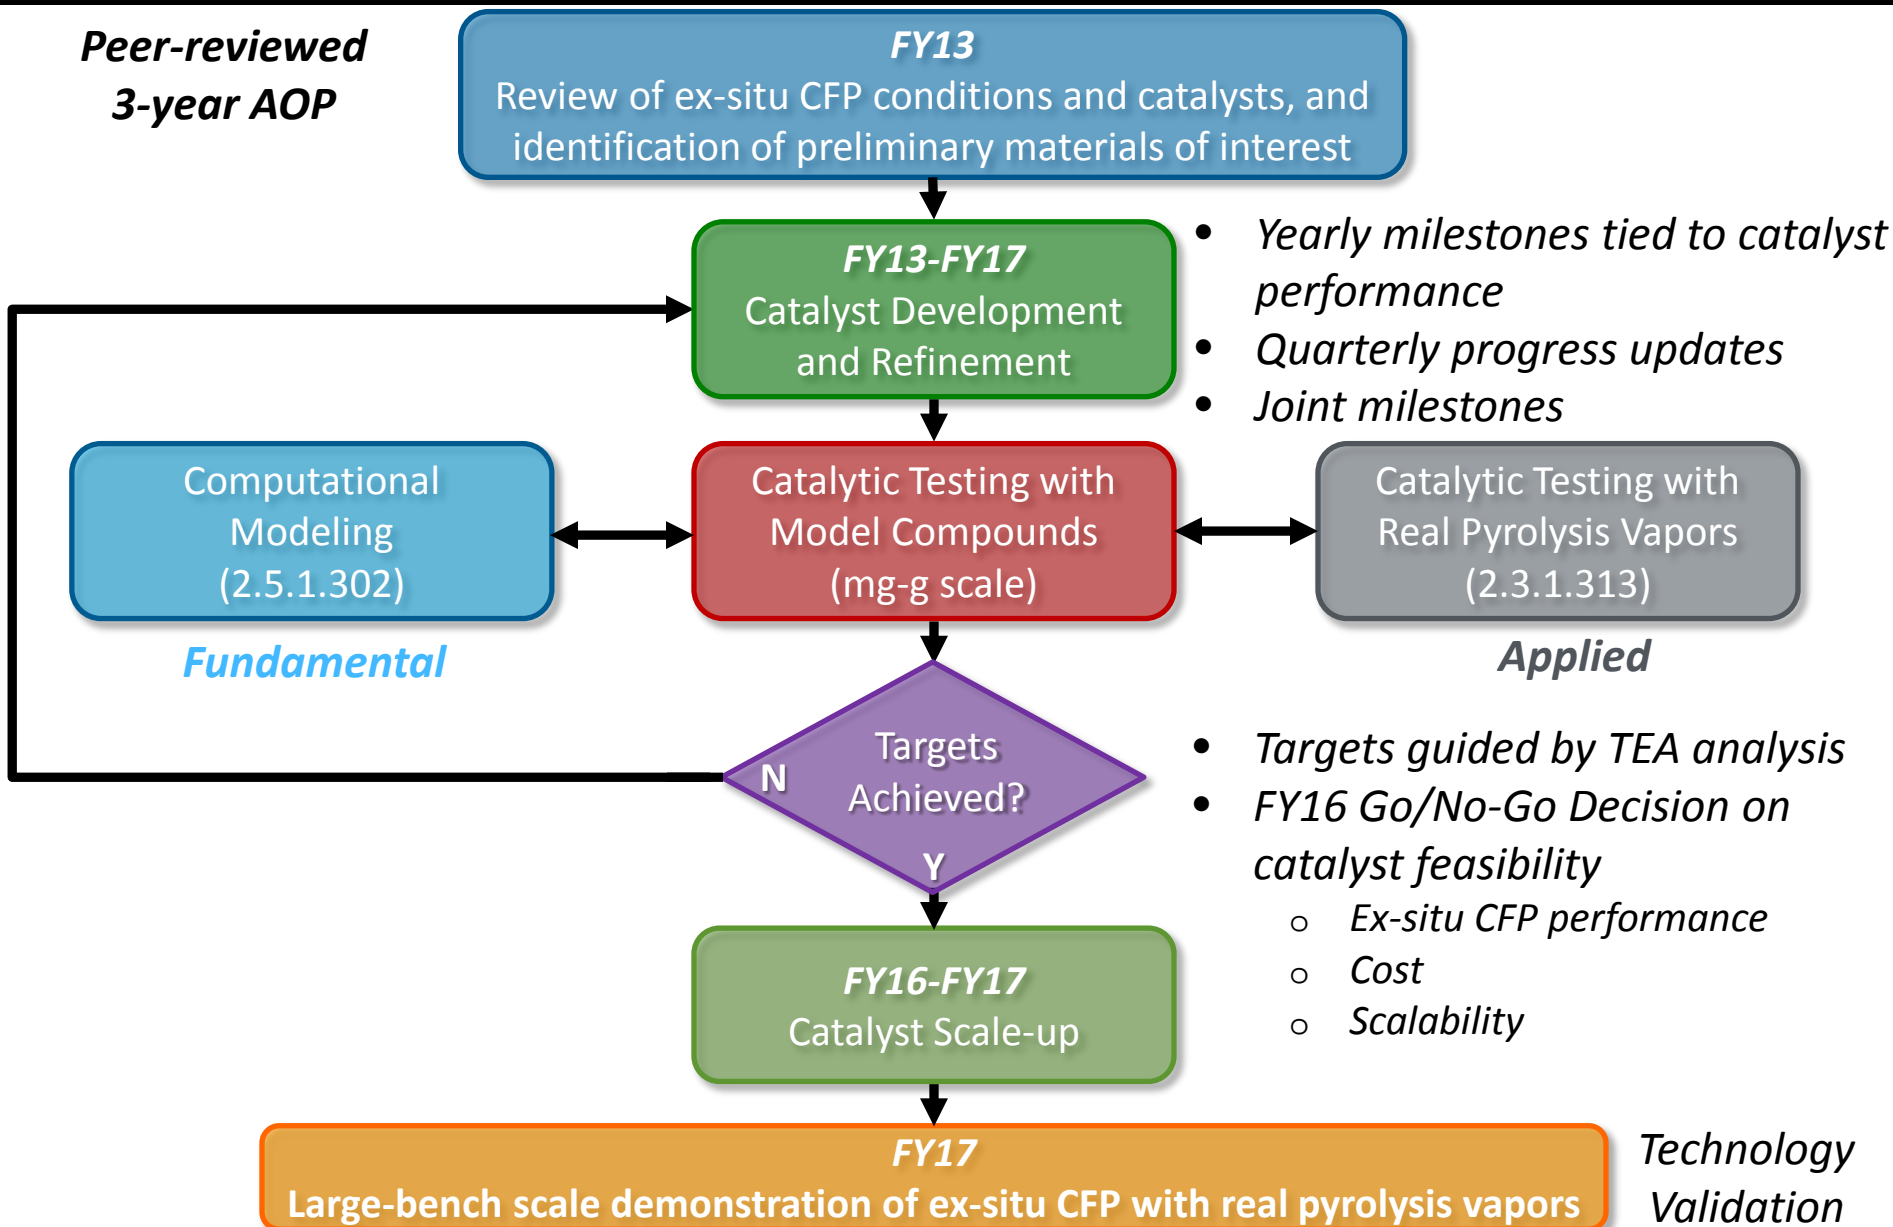 Peer-reviewed
3-year AOP
FY13
Review of ex-situ CFP conditions and catalysts, and
identification of preliminary materials of interest
FY13-FY17
Catalyst Development
and Refinement
• Yearly milestones tied to catalyst
performance
• Quarterly progress updates
• Joint milestones
Computational
Modeling
(2.5.1.302)
Fundamental
Catalytic Testing with
Model Compounds
(mg-g scale)
Catalytic Testing with
Real Pyrolysis Vapors
(2.3.1.313)
Applied
Targets
Achieved?
N
Y
• Targets guided by TEA analysis
• FY16 Go/No-Go Decision on
catalyst feasibility
o Ex-situ CFP performance
o Cost
o Scalability
FY16-FY17
Catalyst Scale-up
FY17
Large-bench scale demonstration of ex-situ CFP with real pyrolysis vapors
Technology
Validation